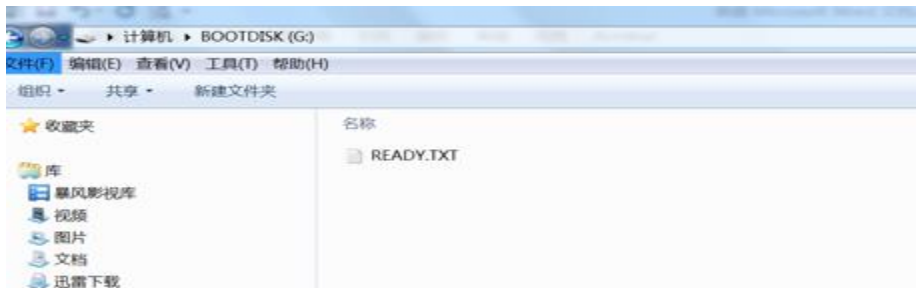 计算机 ▸ BOOTDISK (G:)
文件(F) 编辑(E) 查看(V) 工具(T) 帮助(H)
组织 共享 新建文件夹
收藏夹
名称
READY.TXT
库
暴风影视库
视频
图片
文档
迅雷下载